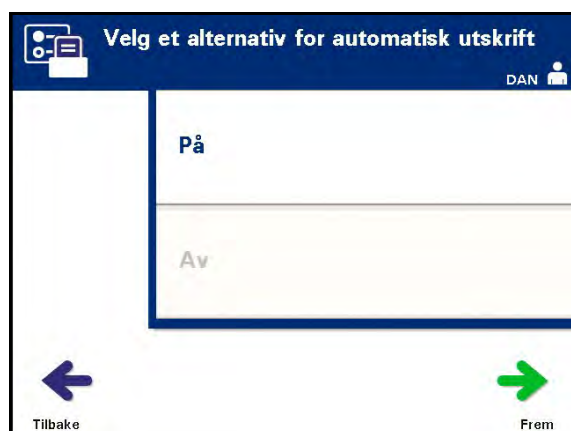 Velg et alternativ for automatisk utskrift
DAN
På
Av
Tilbake
Frem